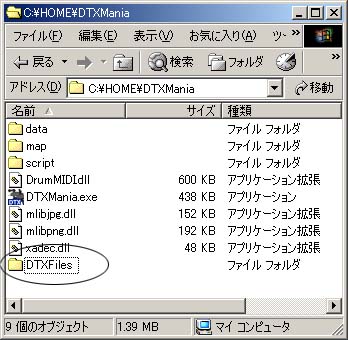 C:¥HOME¥DTXMania
ファイル(F) 編集(E) 表示(V) お気に入り(A) ツー »
戻る 検索 フォルダ »
アドレス(D) C:¥HOME¥DTXMania 移動
名前 サイズ 種類
data ファイル フォルダ
map ファイル フォルダ
script ファイル フォルダ
DrumMIDI.dll 600 KB アプリケーション拡張
DTXMania.exe 438 KB アプリケーション
mlibjpg.dll 152 KB アプリケーション拡張
mlibpng.dll 192 KB アプリケーション拡張
xadec.dll 48 KB アプリケーション拡張
DTXFiles ファイル フォルダ
9 個のオブジェクト 1.39 MB マイ コンピュータ